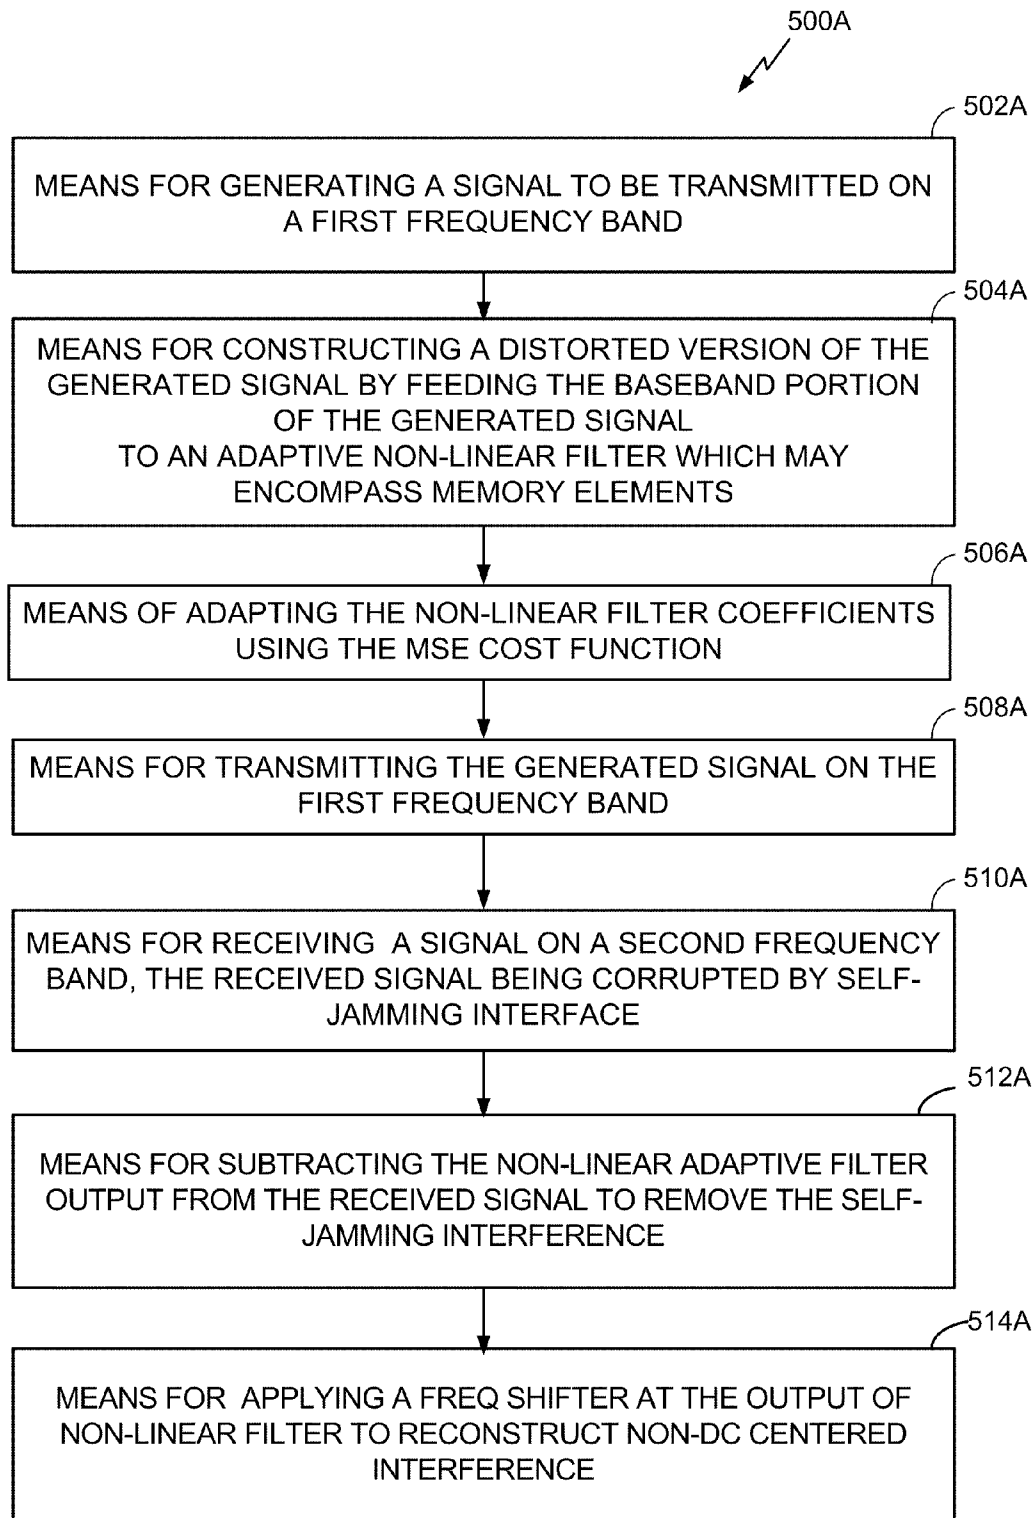 500A
502A
MEANS FOR GENERATING A SIGNAL TO BE TRANSMITTED ON
A FIRST FREQUENCY BAND
504A
MEANS FOR CONSTRUCTING A DISTORTED VERSION OF THE
GENERATED SIGNAL BY FEEDING THE BASEBAND PORTION
OF THE GENERATED SIGNAL
TO AN ADAPTIVE NON-LINEAR FILTER WHICH MAY
ENCOMPASS MEMORY ELEMENTS
506A
MEANS OF ADAPTING THE NON-LINEAR FILTER COEFFICIENTS
USING THE MSE COST FUNCTION
508A
MEANS FOR TRANSMITTING THE GENERATED SIGNAL ON THE
FIRST FREQUENCY BAND
510A
MEANS FOR RECEIVING A SIGNAL ON A SECOND FREQUENCY
BAND, THE RECEIVED SIGNAL BEING CORRUPTED BY SELF-
JAMMING INTERFACE
512A
MEANS FOR SUBTRACTING THE NON-LINEAR ADAPTIVE FILTER
OUTPUT FROM THE RECEIVED SIGNAL TO REMOVE THE SELF-
JAMMING INTERFERENCE
514A
MEANS FOR APPLYING A FREQ SHIFTER AT THE OUTPUT OF
NON-LINEAR FILTER TO RECONSTRUCT NON-DC CENTERED
INTERFERENCE